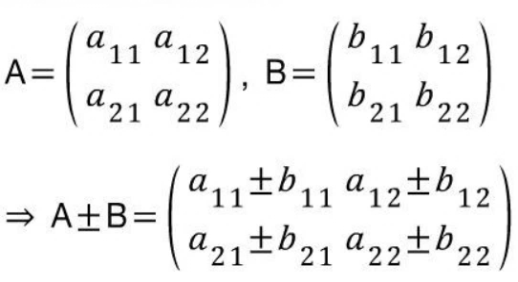 A=(a11 a12
a21 a22), B=(b11 b12
b21 b22)
⇒ A±B=(a11±b11 a12±b12
a21±b21 a22±b22)